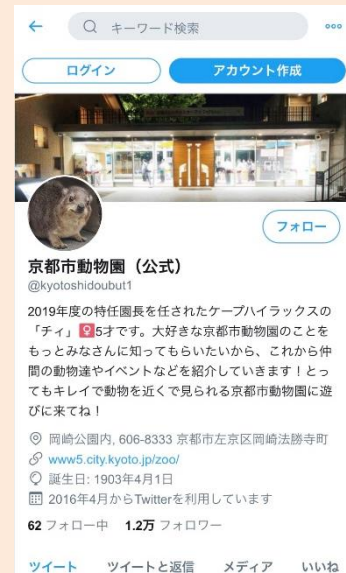 キーワード検索
ログイン
アカウント作成
フォロー
京都市動物園（公式）
@kyotoshidoubut1
2019年度の特任園長を任されたケープハイラックスの
「チィ」♀5才です。大好きな京都市動物園のことを
もっとみなさんに知ってもらいたいから、これから仲
間の動物達やイベントなどを紹介していきます！とっ
てもキレイで動物を近くで見られる京都市動物園に遊
びに来てね！
岡崎公園内, 606-8333 京都市左京区岡崎法勝寺町
www5.city.kyoto.jp/zoo/
誕生日: 1903年4月1日
2016年4月からTwitterを利用しています
62 フォロー中 1.2万 フォロワー
ツイート ツイートと返信 メディア いいね